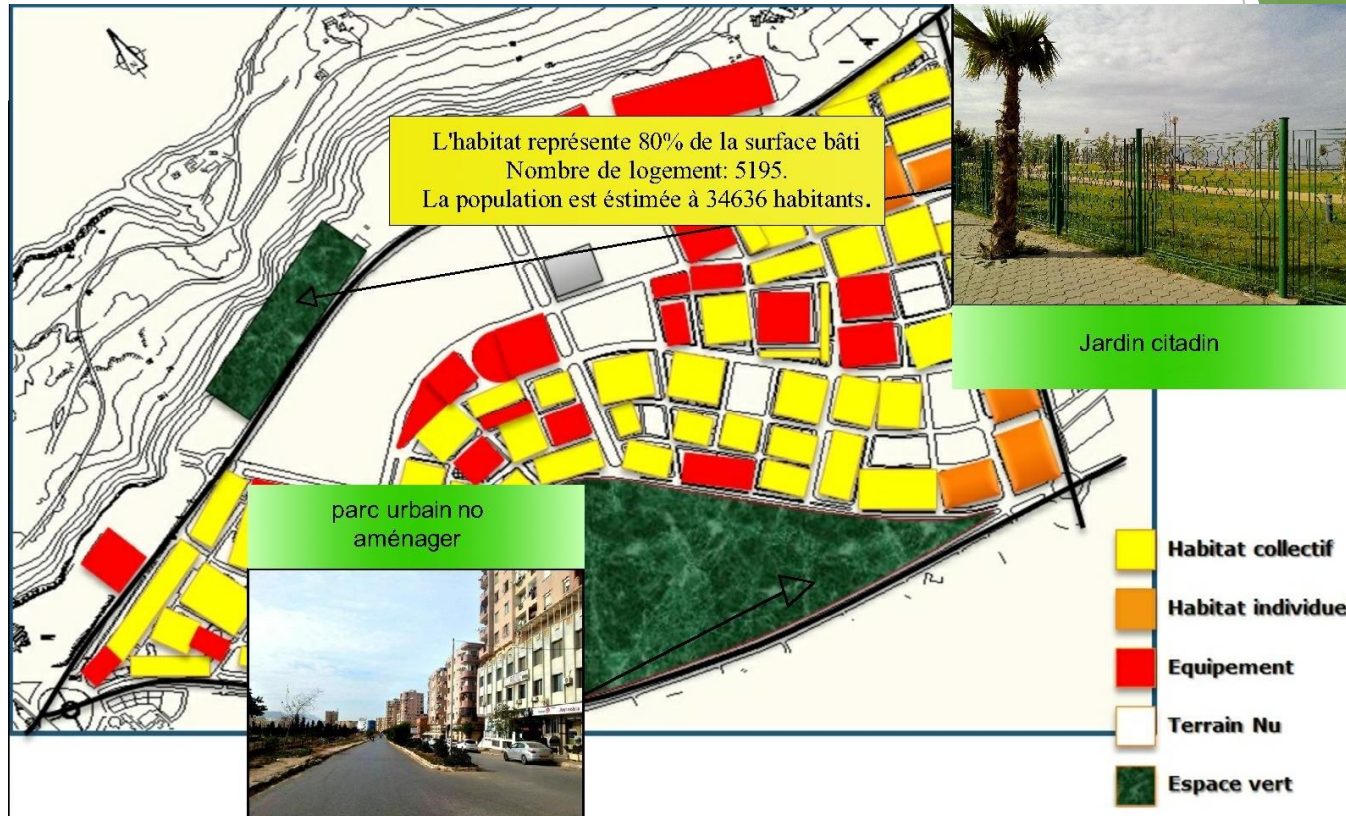 L'habitat représente 80% de la surface bâti
Nombre de logement: 5195.
La population est éstimée à 34636 habitants.
Jardin citadin
parc urbain no
aménager
Habitat collectif
Habitat individue
Equipement
Terrain Nu
Espace vert